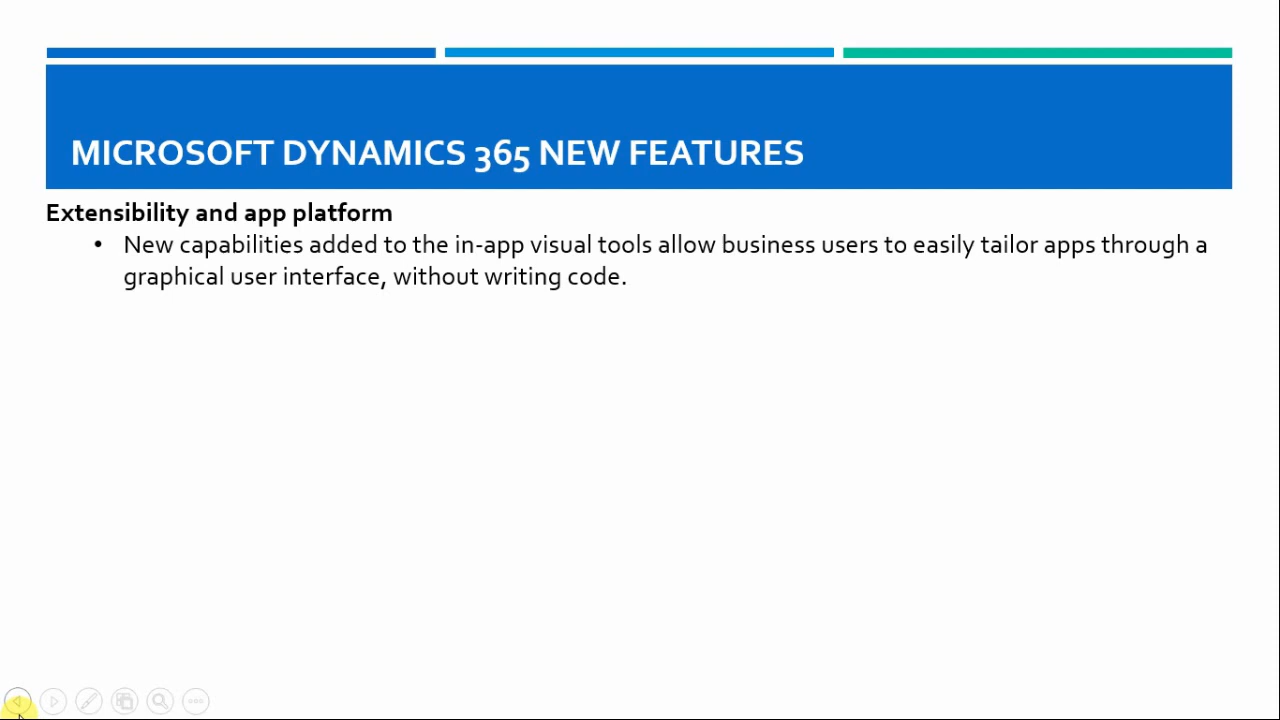 MICROSOFT DYNAMICS 365 NEW FEATURES
Extensibility and app platform
• New capabilities added to the in-app visual tools allow business users to easily tailor apps through a
graphical user interface, without writing code.